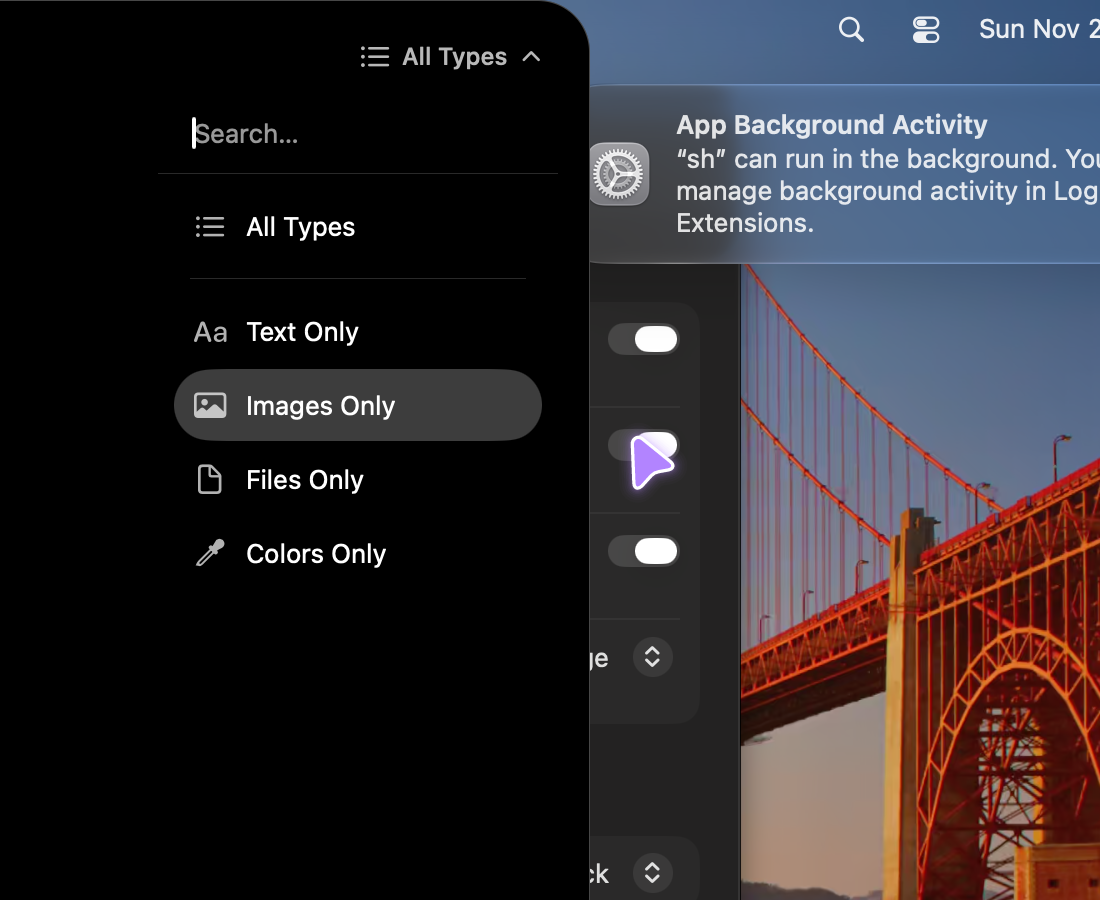 All Types
Search...
All Types
Aa Text Only
Images Only
Files Only
Colors Only
Sun Nov 2
App Background Activity
“sh” can run in the background. You
manage background activity in Log
Extensions.
ge
ck